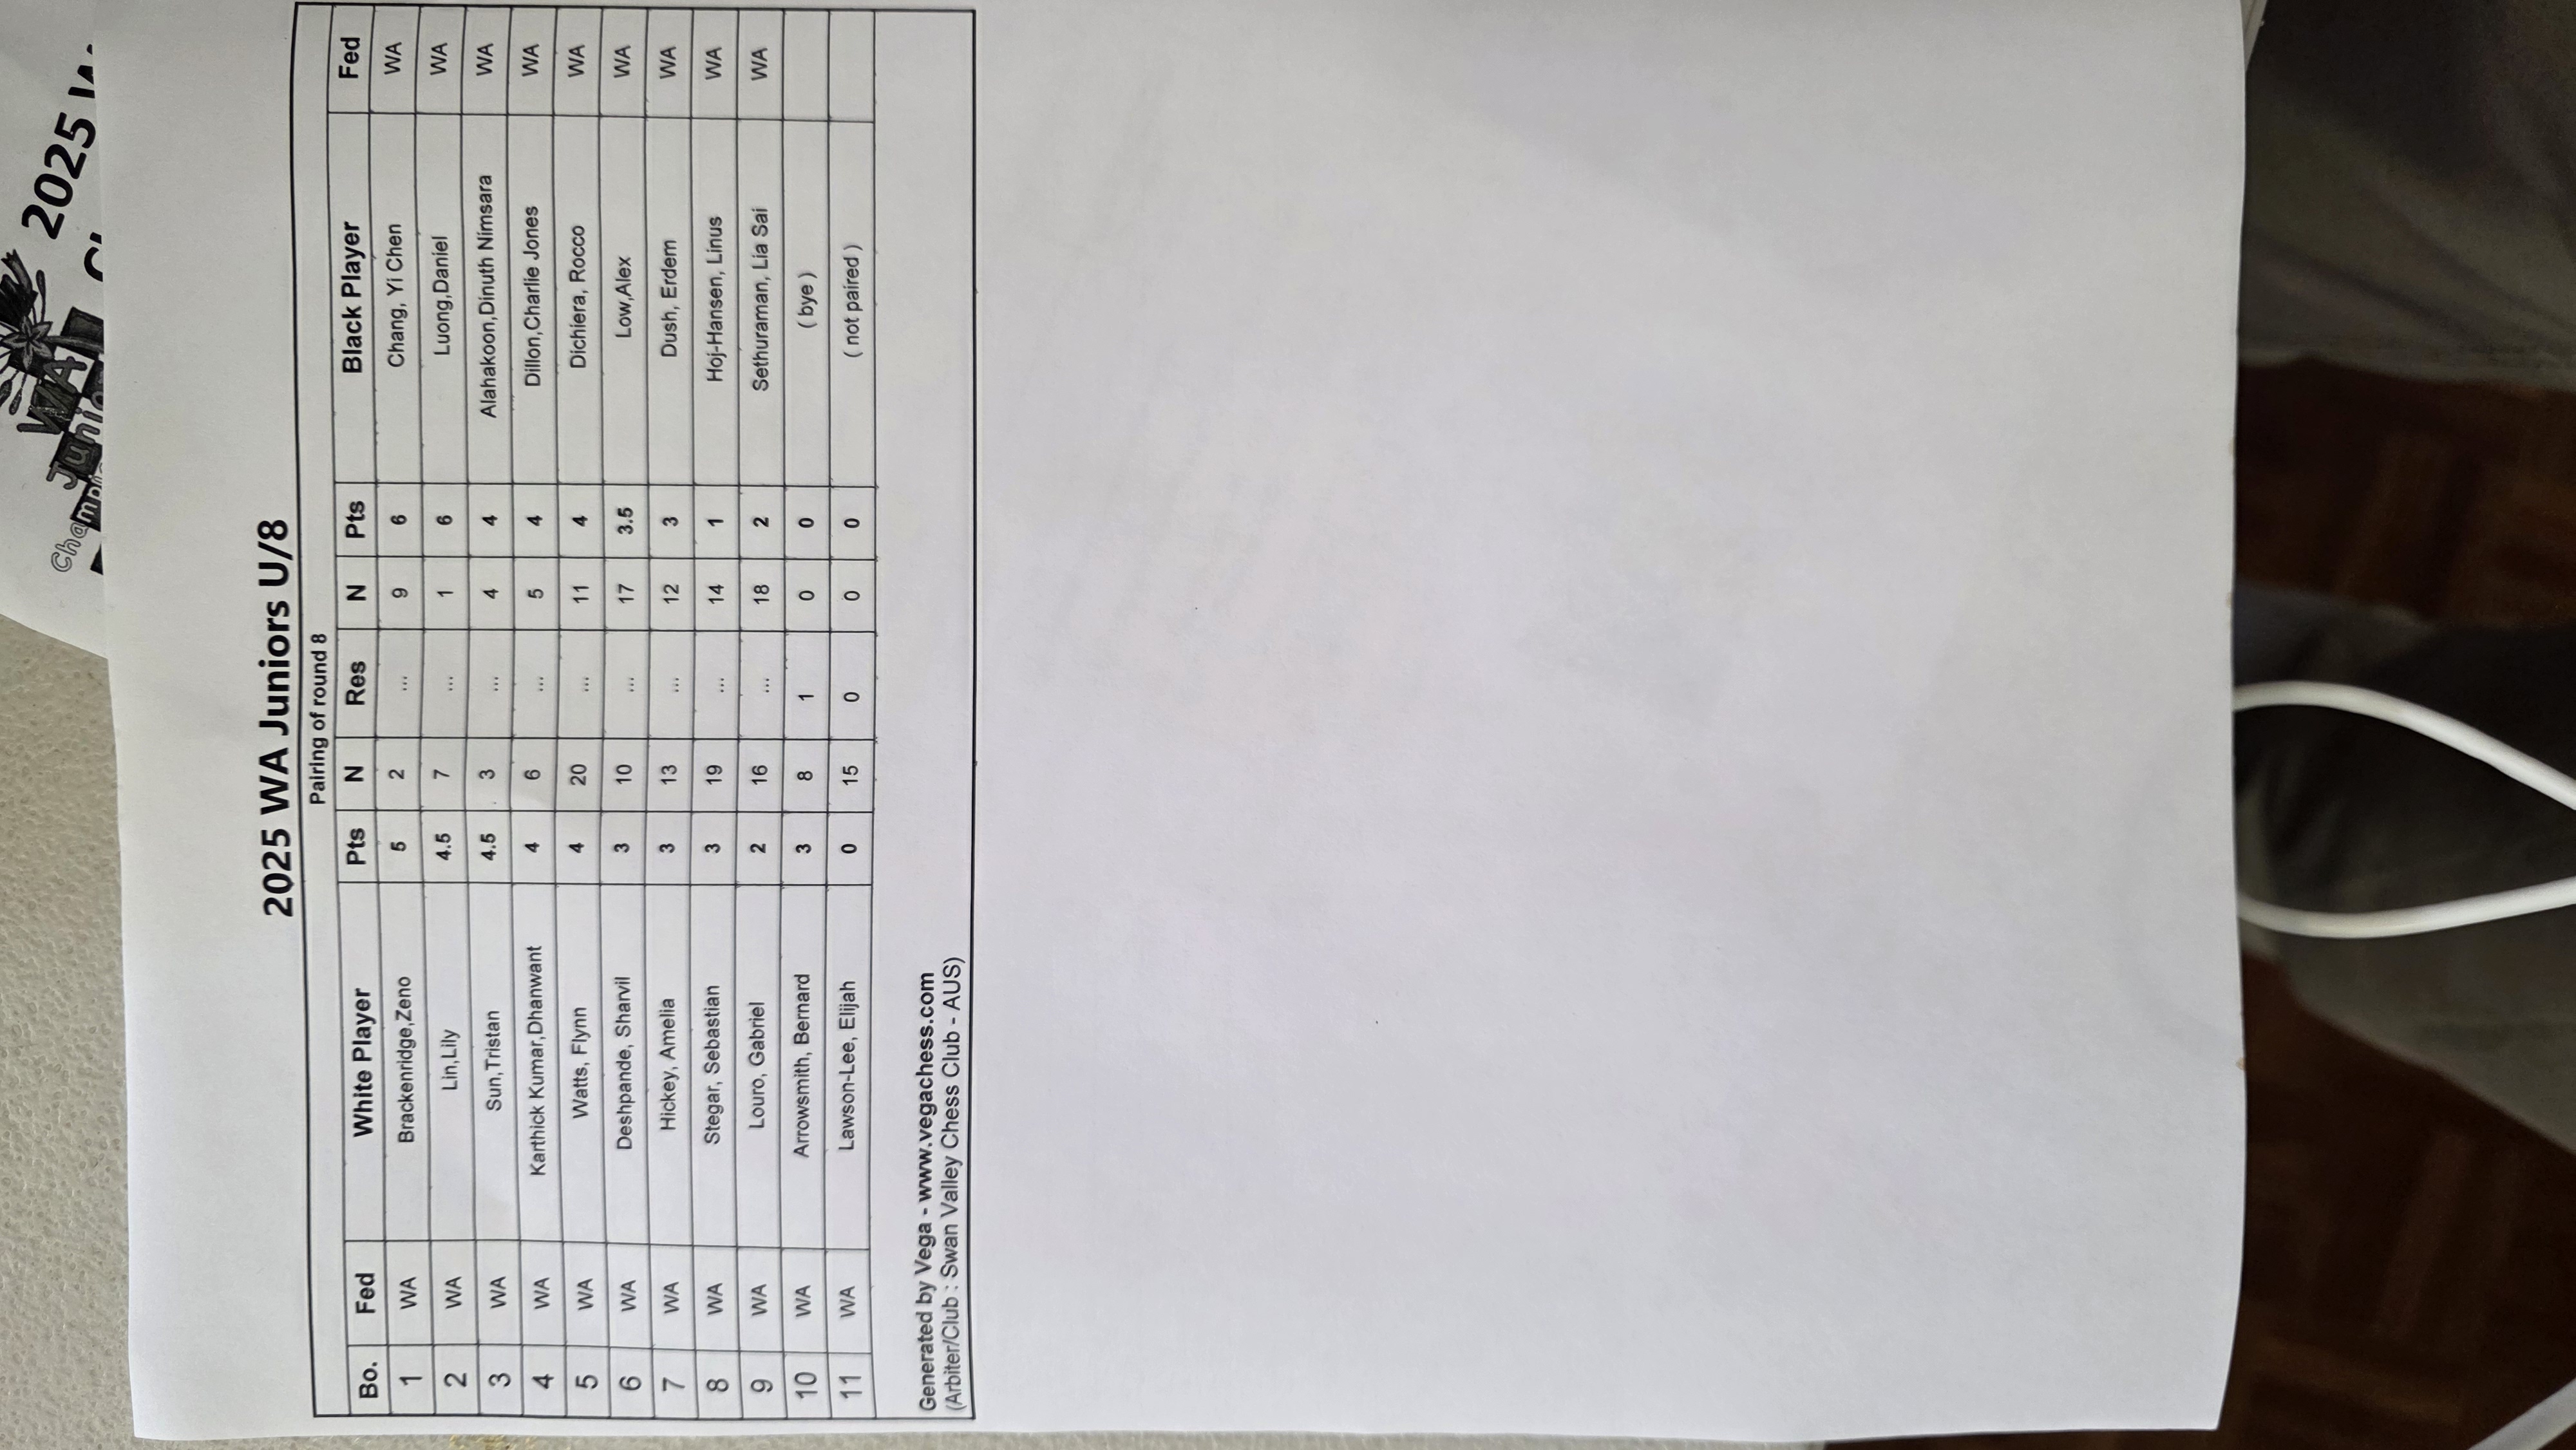 WA
Junio
Champi
2025 W
2025 WA Juniors U/8
Pairing of round 8
Bo. Fed White Player Pts N Res N Pts Black Player Fed
1 WA Brackenridge,Zeno 5 2 ... 9 6 Chang, Yi Chen WA
2 WA Lin,Lily 4.5 7 ... 1 6 Luong,Daniel WA
3 WA Sun,Tristan 4.5 3 ... 4 4 Alahakoon,Dinuth Nimsara WA
4 WA Karthick Kumar,Dhanwant 4 6 ... 5 4 Dillon,Charlie Jones WA
5 WA Watts, Flynn 4 20 ... 11 4 Dichiera, Rocco WA
6 WA Deshpande, Sharvil 3 10 ... 17 3.5 Low,Alex WA
7 WA Hickey, Amelia 3 13 ... 12 3 Dush, Erdem WA
8 WA Stegar, Sebastian 3 19 ... 14 1 Hoj-Hansen, Linus WA
9 WA Louro, Gabriel 2 16 ... 18 2 Sethuraman, Lia Sai WA
10 WA Arrowsmith, Bernard 3 8 1 0 0 ( bye )
11 WA Lawson-Lee, Elijah 0 15 0 0 0 ( not paired )
Generated by Vega - www.vegachess.com
(Arbiter/Club : Swan Valley Chess Club - AUS)